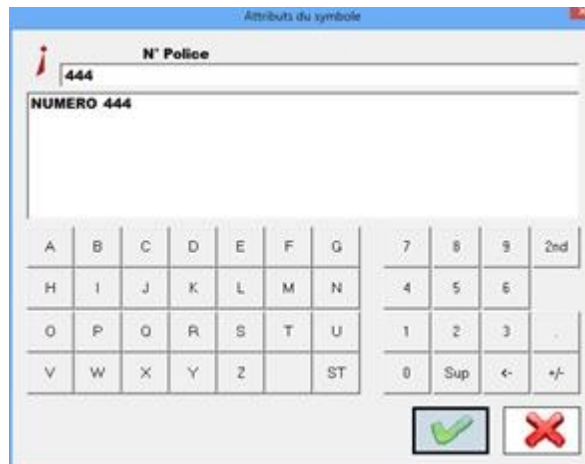 Attributs du symbole
N° Police
444
NUMERO 444
A B C D E F G 7 8 9 2nd
H I J K L M N 4 5 6
O P Q R S T U 1 2 3 .
V W X Y Z ST 0 Sup <- +/-